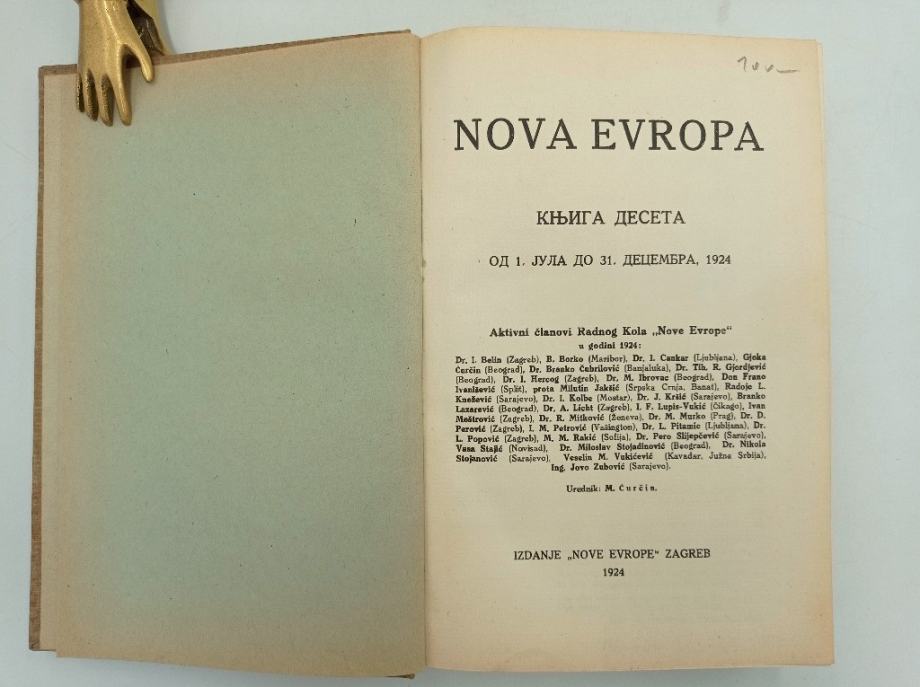 NOVA EVROPA
КЊИГА ДЕСЕТА
ОД 1. ЈУЛА ДО 31. ДЕЦЕМБРА, 1924
Aktivni članovi Radnog Kola „Nove Evrope“
u godini 1924:
Dr. I. Belin (Zagreb), B. Borko (Maribor), Dr. I. Cankar (Ljubljana), Gjoka
Ćurčin (Beograd), Dr. Branko Čubrilović (Banjaluka), Dr. Tih. R. Gjordjević
(Beograd), Dr. I. Hercog (Zagreb), Dr. M. Ibrovac (Beograd), Don Frano
Ivanišević (Split), prota Milutin Jakšić (Srpska Crnja, Banat), Radoje L.
Knežević (Sarajevo), Dr. I. Kolbe (Mostar), Dr. J. Kršić (Sarajevo), Branko
Lazarević (Beograd), Dr. A. Licht (Zagreb), I. F. Lupis-Vukić (Čikago), Ivan
Meštrović (Zagreb), Dr. R. Mitković (Ženeva), Dr. M. Murko (Prag), Dr. D.
Perović (Zagreb), I. M. Petrović (Vašington), Dr. L. Pitamic (Ljubljana), Dr.
L. Popović (Zagreb), M. M. Rakić (Sofija), Dr. Pero Slijepčević (Sarajevo),
Vasa Stajić (Novisad), Dr. Miloslav Stojadinović (Beograd), Dr. Nikola
Stojanović (Sarajevo), Veselin M. Vukićević (Kavadar, Južna Srbija),
Ing. Jovo Zubović (Sarajevo).
Urednik: M. Ćurčin.
IZDANJE „NOVE EVROPE“ ZAGREB
1924